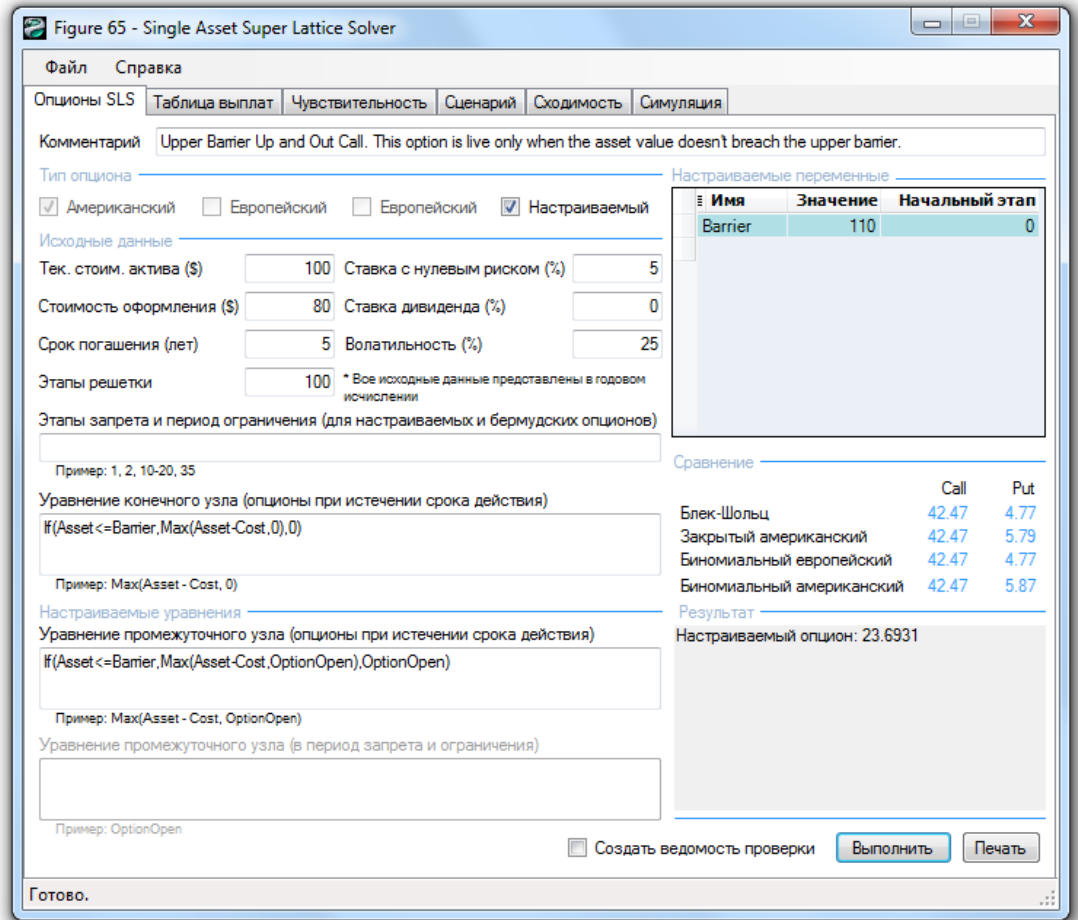 Figure 65 - Single Asset Super Lattice Solver
Файл Справка
Опционы SLS Таблица выплат Чувствительность Сценарий Сходимость Симуляция
Комментарий Upper Barrier Up and Out Call. This option is live only when the asset value doesn't breach the upper barrier.
Тип опциона
Американский Европейский Европейский Настраиваемый
Исходные данные
Тек. стоим. актива ($) 100 Ставка с нулевым риском (%) 5
Стоимость оформления ($) 80 Ставка дивиденда (%) 0
Срок погашения (лет) 5 Волатильность (%) 25
Этапы решетки 100 * Все исходные данные представлены в годовом
исчислении
Этапы запрета и период ограничения (для настраиваемых и бермудских опционов)
Пример: 1, 2, 10-20, 35
Уравнение конечного узла (опционы при истечении срока действия)
If(Asset<=Barrier,Max(Asset-Cost,0),0)
Пример: Max(Asset - Cost, 0)
Настраиваемые уравнения
Уравнение промежуточного узла (опционы при истечении срока действия)
If(Asset<=Barrier,Max(Asset-Cost,OptionOpen),OptionOpen)
Пример: Max(Asset - Cost, OptionOpen)
Уравнение промежуточного узла (в период запрета и ограничения)
Пример: OptionOpen
Настраиваемые переменные
Имя Значение Начальный этап
Barrier 110 0
Сравнение
Call Put
Блек-Шольц 42.47 4.77
Закрытый американский 42.47 5.79
Биномиальный европейский 42.47 4.77
Биномиальный американский 42.47 5.87
Результат
Настраиваемый опцион: 23.6931
Создать ведомость проверки Выполнить Печать
Готово.